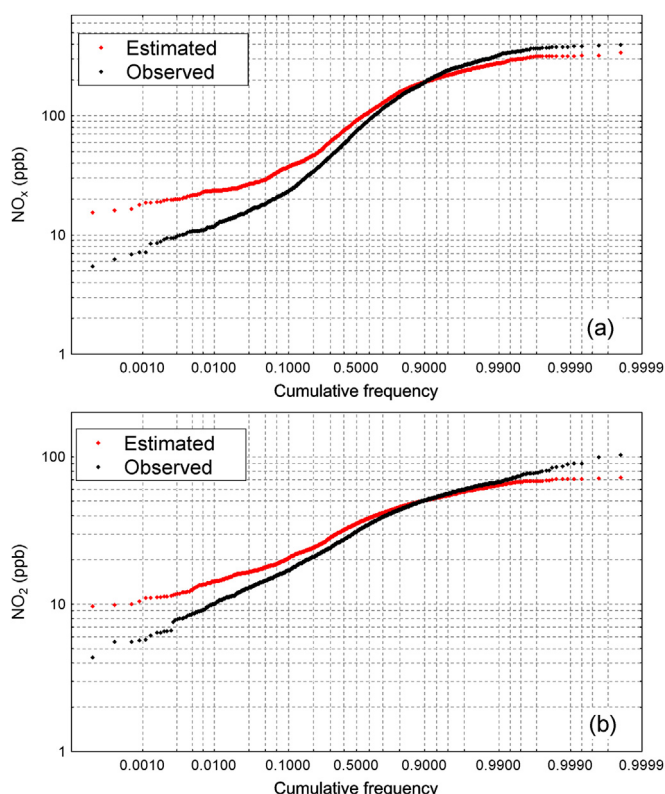 Estimated
Observed
100
10
1
NOx (ppb)
(a)
0.0010 0.0100 0.1000 0.5000 0.9000 0.9900 0.9990 0.9999
Cumulative frequency
Estimated
Observed
100
10
1
NO2 (ppb)
(b)
0.0010 0.0100 0.1000 0.5000 0.9000 0.9900 0.9990 0.9999
Cumulative frequency